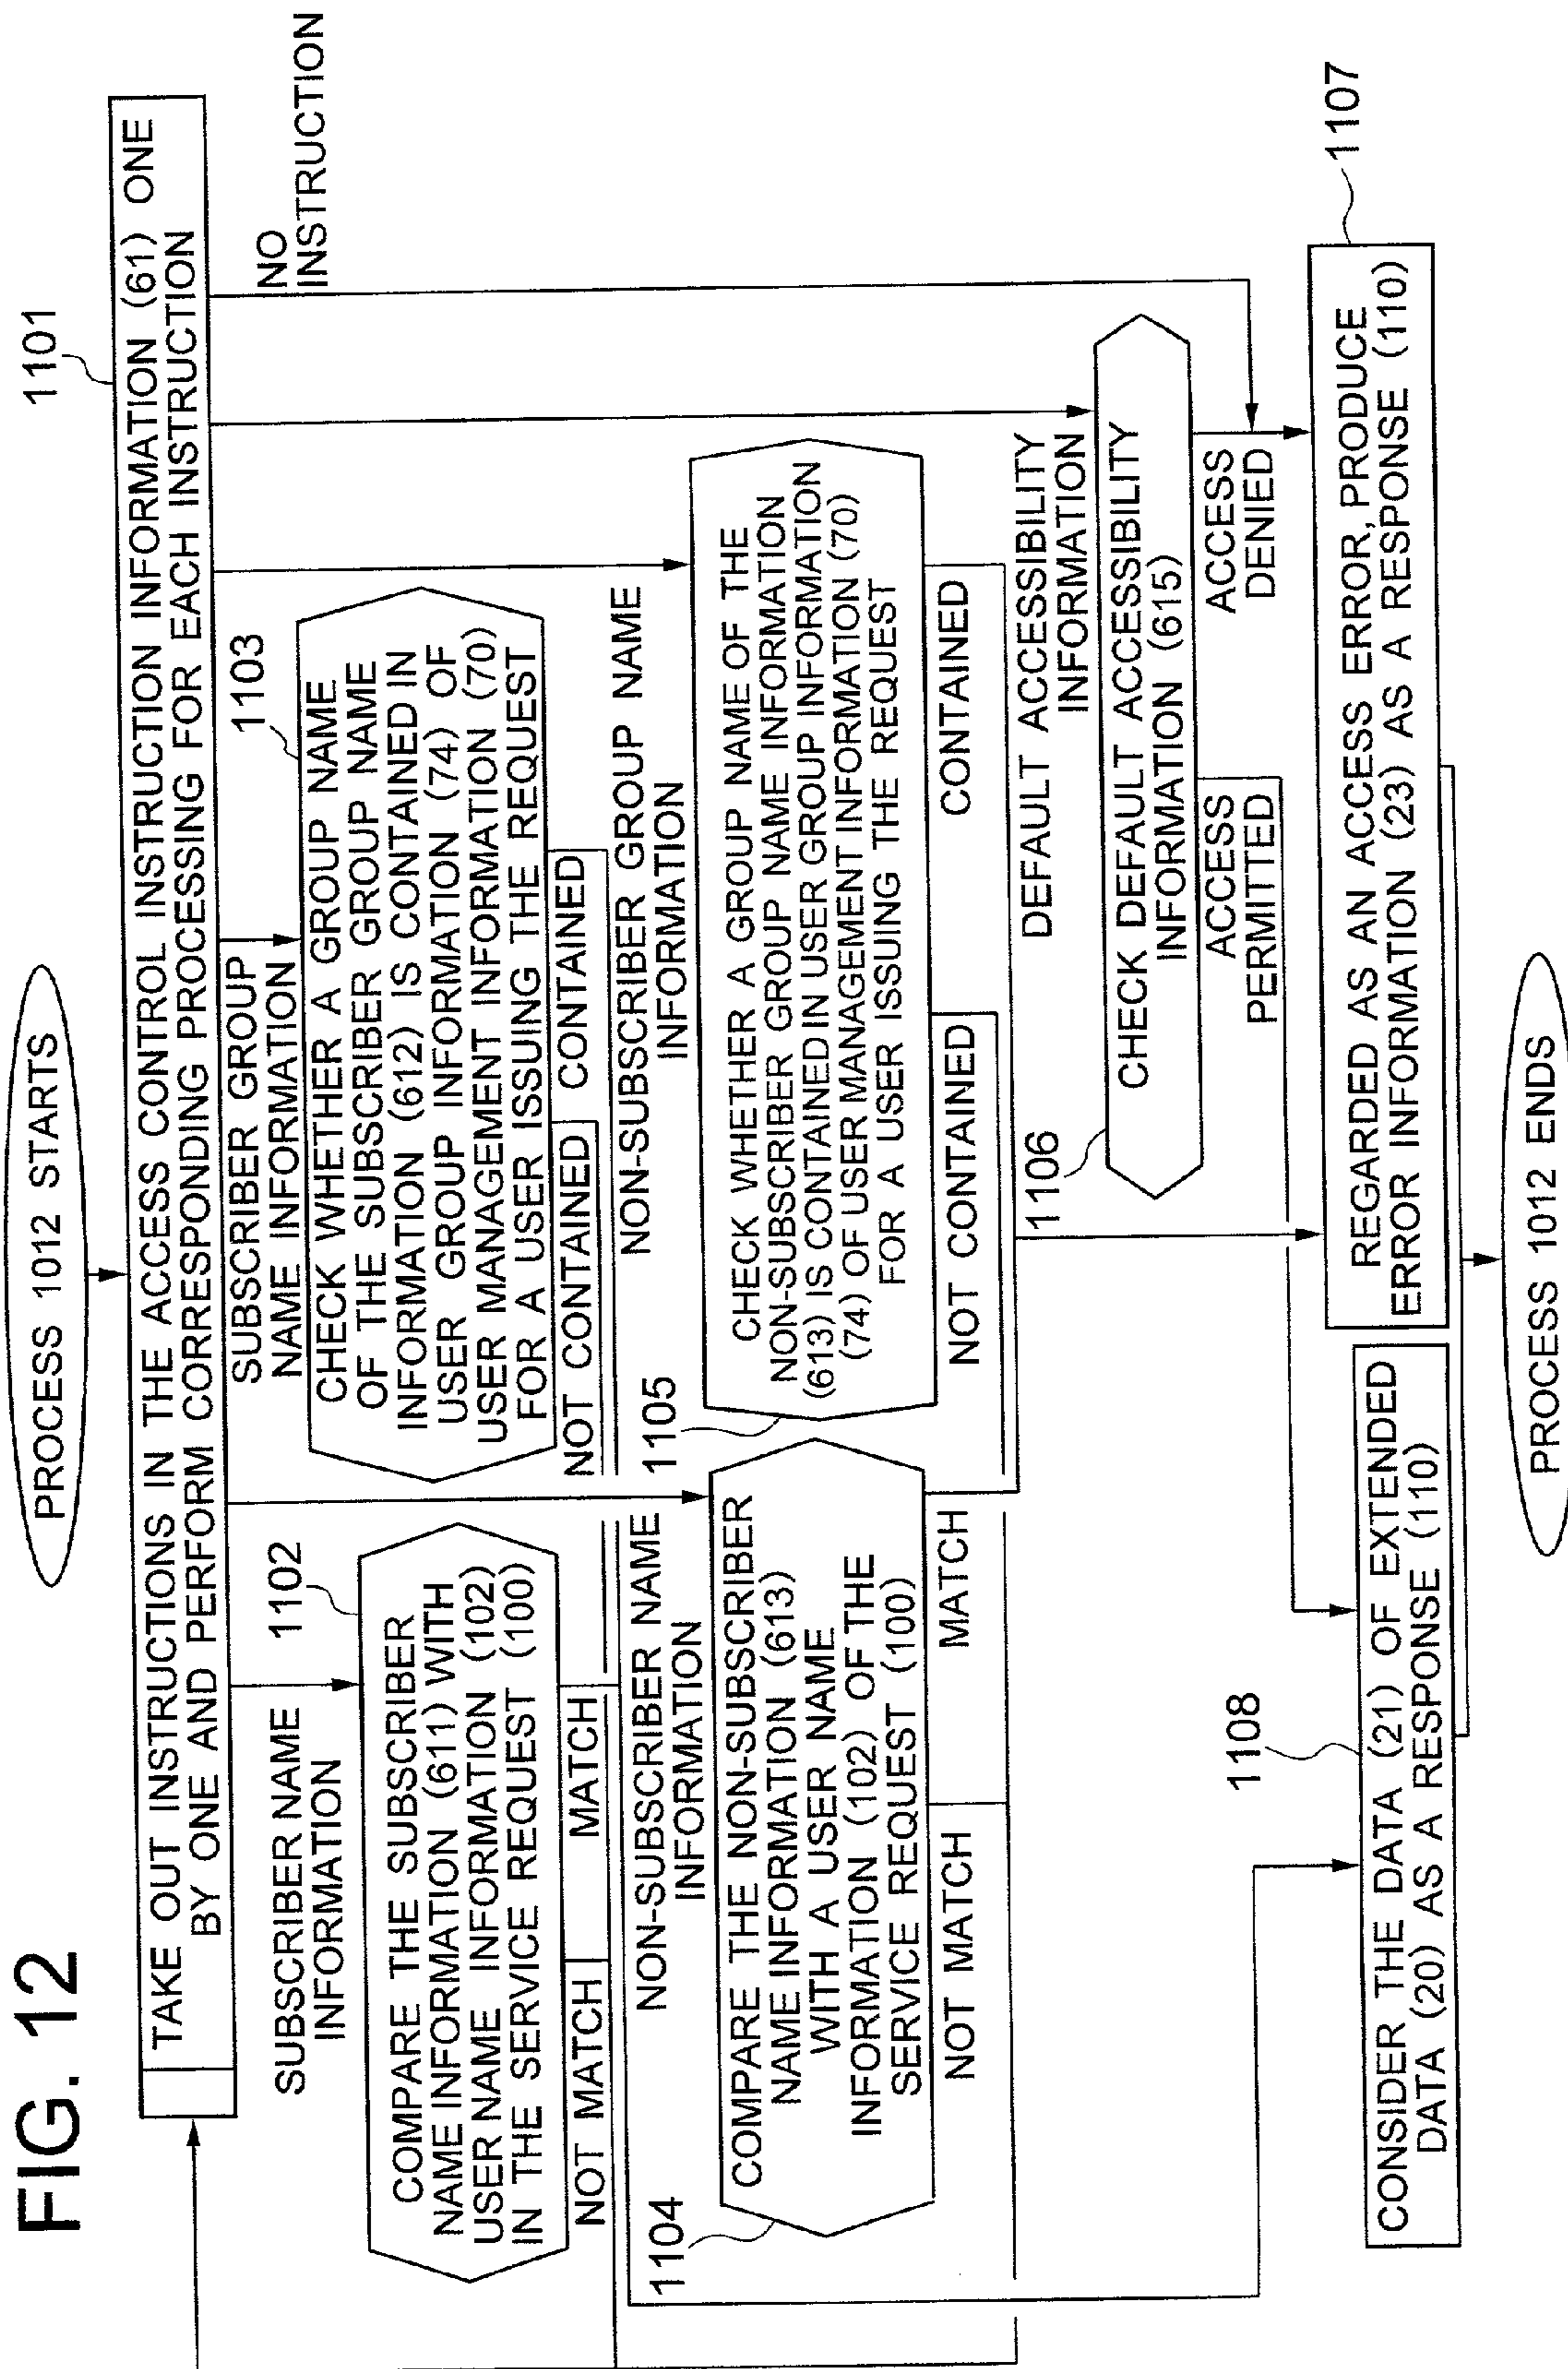 FIG. 12
PROCESS 1012 STARTS
1101
TAKE OUT INSTRUCTIONS IN THE ACCESS CONTROL INSTRUCTION INFORMATION (61) ONE
BY ONE AND PERFORM CORRESPONDING PROCESSING FOR EACH INSTRUCTION
SUBSCRIBER NAME
INFORMATION
1102
COMPARE THE SUBSCRIBER
NAME INFORMATION (611) WITH
USER NAME INFORMATION (102)
IN THE SERVICE REQUEST (100)
NOT MATCH
MATCH
SUBSCRIBER GROUP
NAME INFORMATION
1103
CHECK WHETHER A GROUP NAME
OF THE SUBSCRIBER GROUP NAME
INFORMATION (612) IS CONTAINED IN
USER GROUP INFORMATION (74) OF
USER MANAGEMENT INFORMATION (70)
FOR A USER ISSUING THE REQUEST
NOT CONTAINED
CONTAINED
NO
INSTRUCTION
NON-SUBSCRIBER NAME
INFORMATION
1104
COMPARE THE NON-SUBSCRIBER
NAME INFORMATION (613)
WITH A USER NAME
INFORMATION (102) OF THE
SERVICE REQUEST (100)
NOT MATCH
MATCH
NON-SUBSCRIBER GROUP NAME
INFORMATION
1105
CHECK WHETHER A GROUP NAME OF THE
NON-SUBSCRIBER GROUP NAME INFORMATION
(613) IS CONTAINED IN USER GROUP INFORMATION
(74) OF USER MANAGEMENT INFORMATION (70)
FOR A USER ISSUING THE REQUEST
NOT CONTAINED
CONTAINED
DEFAULT ACCESSIBILITY
INFORMATION
1106
CHECK DEFAULT ACCESSIBILITY
INFORMATION (615)
ACCESS
PERMITTED
ACCESS
DENIED
1108
CONSIDER THE DATA (21) OF EXTENDED
DATA (20) AS A RESPONSE (110)
1107
REGARDED AS AN ACCESS ERROR, PRODUCE
ERROR INFORMATION (23) AS A RESPONSE (110)
PROCESS 1012 ENDS